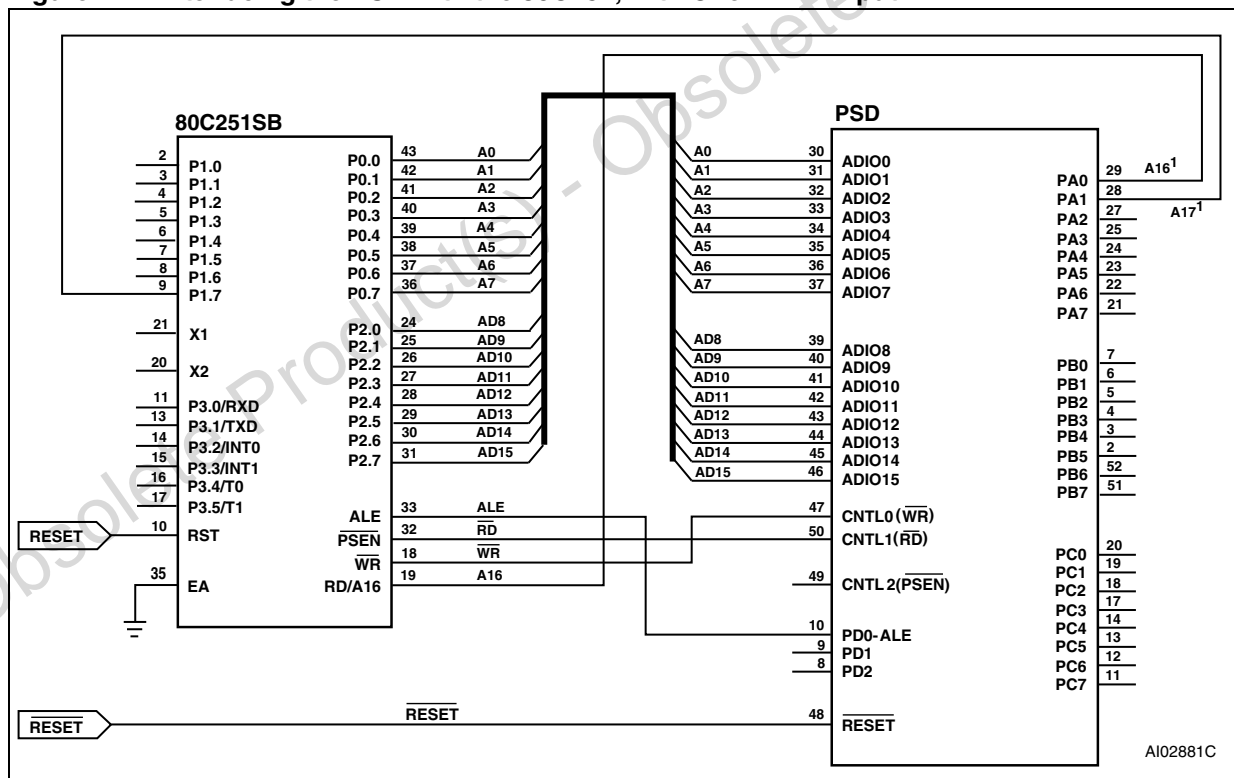 80C251SB
PSD
2 P1.0
3 P1.1
4 P1.2
5 P1.3
6 P1.4
7 P1.5
8 P1.6
9 P1.7
21 X1
20 X2
11 P3.0/RXD
13 P3.1/TXD
14 P3.2/INT0
15 P3.3/INT1
16 P3.4/T0
17 P3.5/T1
RESET 10 RST
35 EA
P0.0 43 A0
P0.1 42 A1
P0.2 41 A2
P0.3 40 A3
P0.4 39 A4
P0.5 38 A5
P0.6 37 A6
P0.7 36 A7
P2.0 24 AD8
P2.1 25 AD9
P2.2 26 AD10
P2.3 27 AD11
P2.4 28 AD12
P2.5 29 AD13
P2.6 30 AD14
P2.7 31 AD15
ALE 33 ALE
PSEN 32 RD
WR 18 WR
RD/A16 19 A16
A0 30 ADIO0
A1 31 ADIO1
A2 32 ADIO2
A3 33 ADIO3
A4 34 ADIO4
A5 35 ADIO5
A6 36 ADIO6
A7 37 ADIO7
AD8 39 ADIO8
AD9 40 ADIO9
AD10 41 ADIO10
AD11 42 ADIO11
AD12 43 ADIO12
AD13 44 ADIO13
AD14 45 ADIO14
AD15 46 ADIO15
47 CNTL0(WR)
50 CNTL1(RD)
49 CNTL 2(PSEN)
10 PD0-ALE
9 PD1
8 PD2
RESET RESET 48 RESET
PA0 29 A16¹
PA1 28 A17¹
PA2 27
PA3 25
PA4 24
PA5 23
PA6 22
PA7 21
PB0 7
PB1 6
PB2 5
PB3 4
PB4 3
PB5 2
PB6 52
PB7 51
PC0 20
PC1 19
PC2 18
PC3 17
PC4 14
PC5 13
PC6 12
PC7 11
AI02881C
Obsolete Product(s) - Obsolete